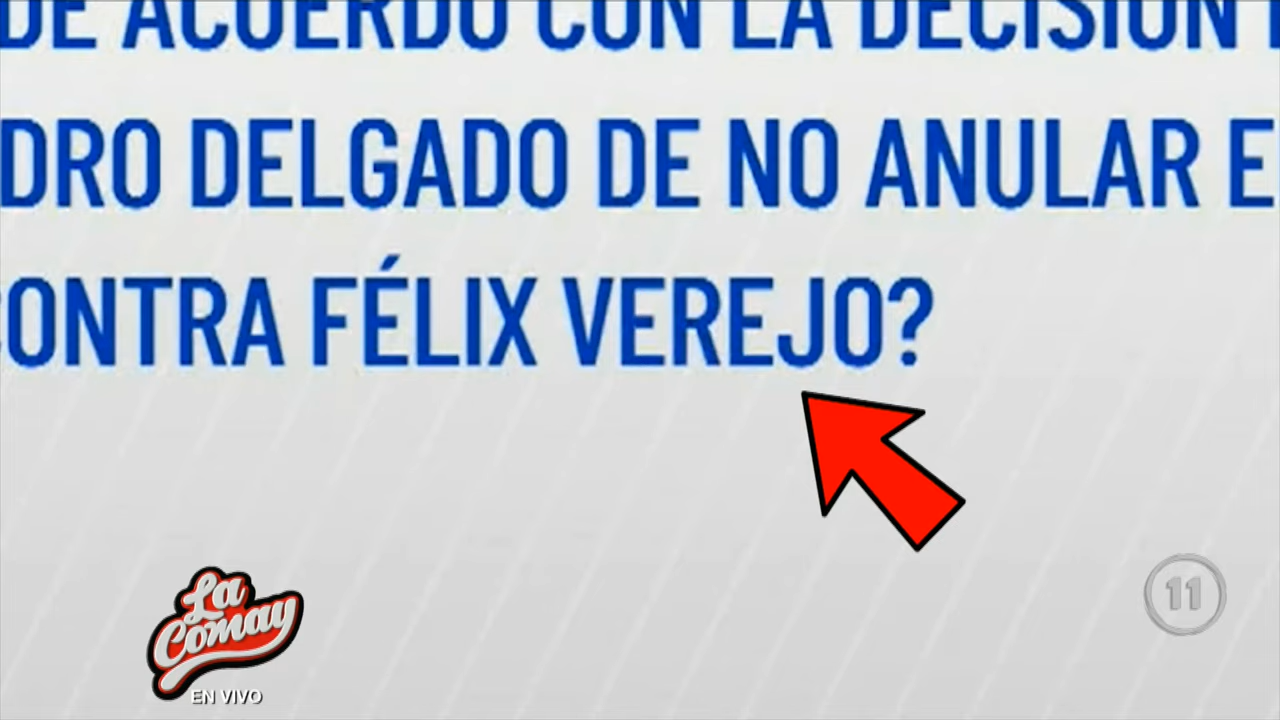 DE ACUERDO CON LA DECISIÓN
DRO DELGADO DE NO ANULAR E
CONTRA FÉLIX VEREJO?
La
Comay
EN VIVO
11